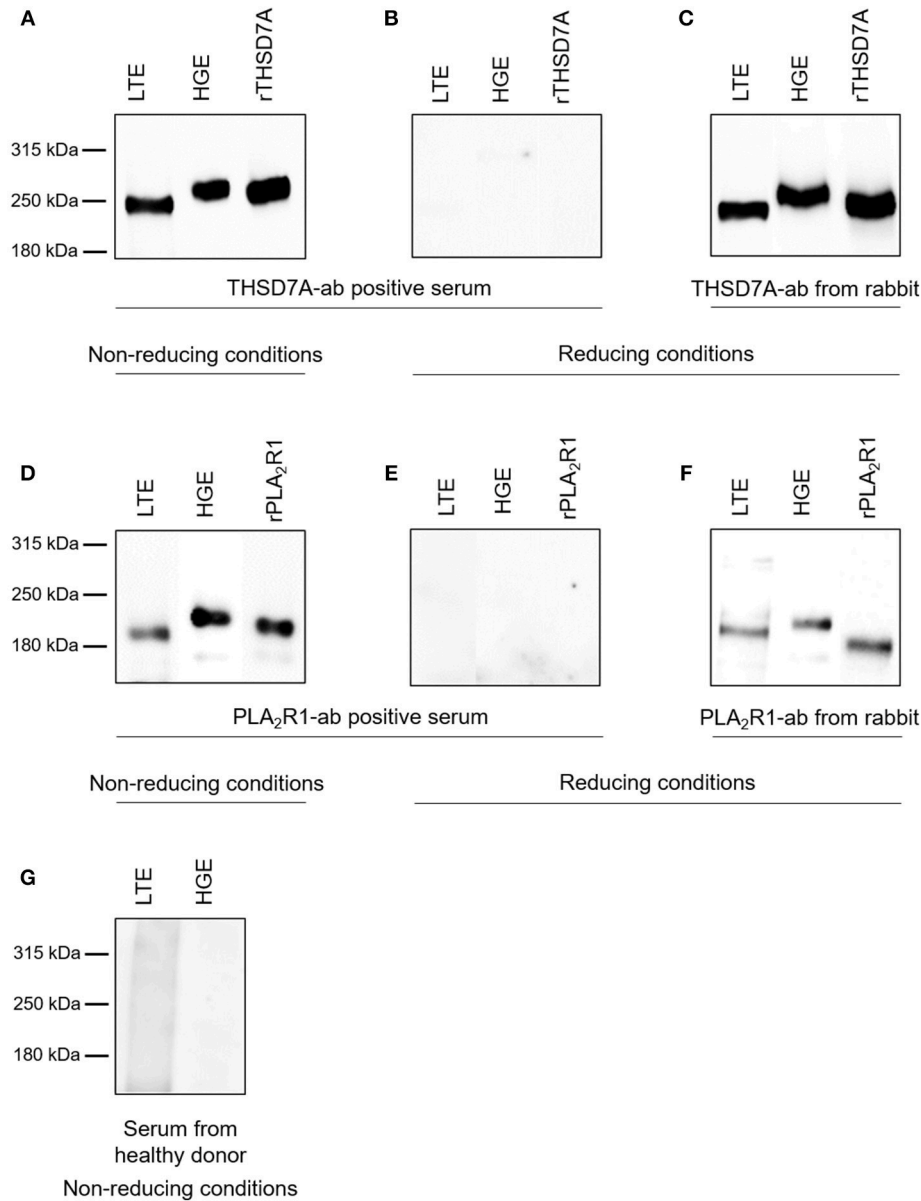 A
B
C
LTE
HGE
rTHSD7A
LTE
HGE
rTHSD7A
LTE
HGE
rTHSD7A
315 kDa
250 kDa
180 kDa
THSD7A-ab positive serum
THSD7A-ab from rabbit
Non-reducing conditions
Reducing conditions
D
E
F
LTE
HGE
rPLA₂R1
LTE
HGE
rPLA₂R1
LTE
HGE
rPLA₂R1
315 kDa
250 kDa
180 kDa
PLA₂R1-ab positive serum
PLA₂R1-ab from rabbit
Non-reducing conditions
Reducing conditions
G
LTE
HGE
315 kDa
250 kDa
180 kDa
Serum from
healthy donor
Non-reducing conditions